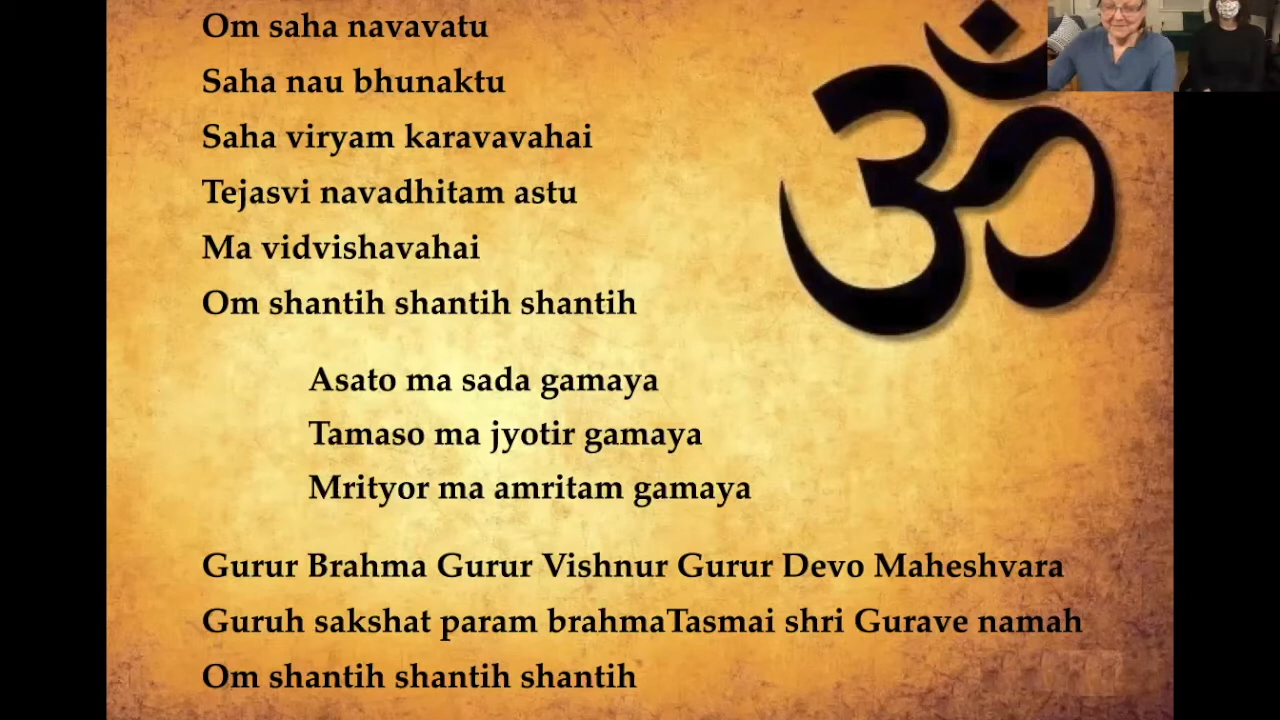 Om saha navavatu
Saha nau bhunaktu
Saha viryam karavavahai
Tejasvi navadhitam astu
Ma vidvishavahai
Om shantih shantih shantih
Asato ma sada gamaya
Tamaso ma jyotir gamaya
Mrityor ma amritam gamaya
Gurur Brahma Gurur Vishnur Gurur Devo Maheshvara
Guruh sakshat param brahmaTasmai shri Gurave namah
Om shantih shantih shantih
ॐ